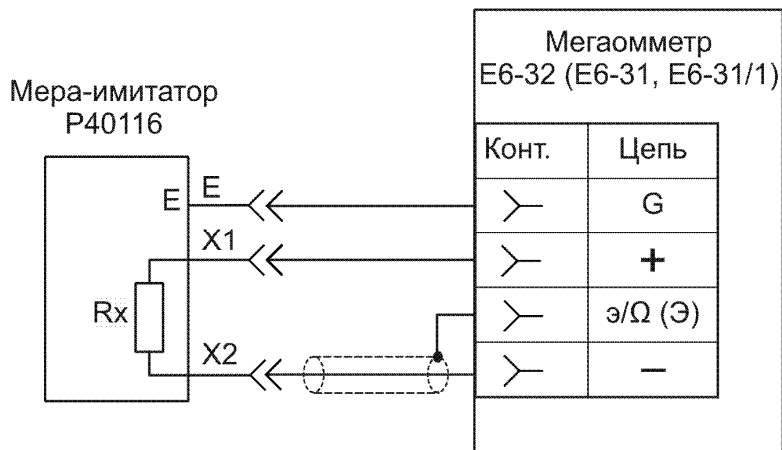 Мегаомметр
Е6-32 (Е6-31, Е6-31/1)
Мера-имитатор
Р40116
Конт.
Цепь
E
E
G
X1
+
Rx
э/Ω (Э)
X2
−